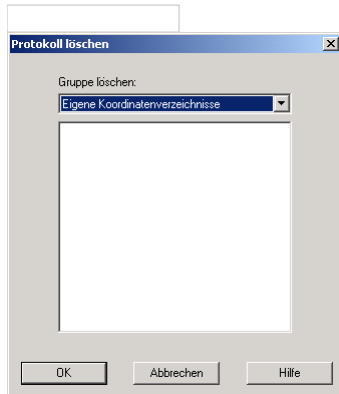 Protokoll löschen
Gruppe löschen:
Eigene Koordinatenverzeichnisse
OK Abbrechen Hilfe